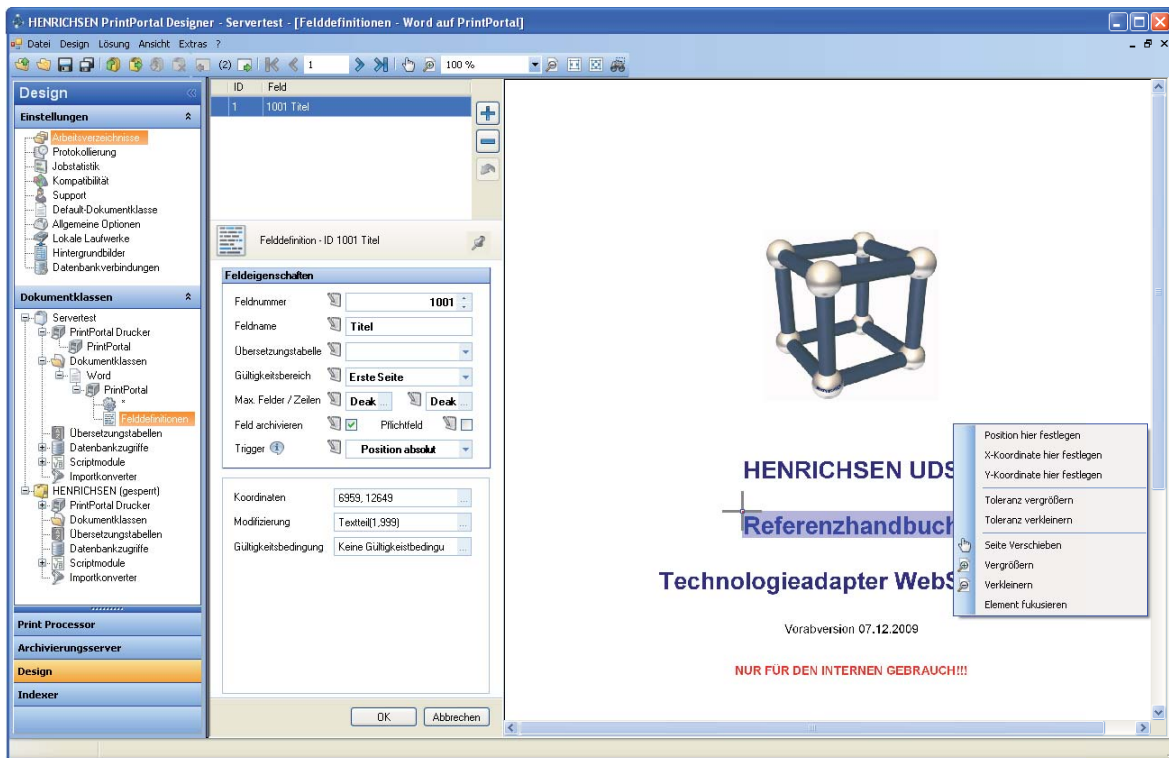 HENRICHSEN PrintPortal Designer - Servertest - [Felddefinitionen - Word auf PrintPortal]
Datei Design Lösung Ansicht Extras ?
(2) 1 100 %
Design
Einstellungen
Arbeitsverzeichnisse
Protokollierung
Jobstatistik
Kompatibilität
Support
Default-Dokumentklasse
Allgemeine Optionen
Lokale Laufwerke
Hintergrundbilder
Datenbankverbindungen
Dokumentklassen
Servertest
PrintPortal Drucker
PrintPortal
Dokumentklassen
Word
PrintPortal
*
Felddefinitionen
Übersetzungstabellen
Datenbankzugriffe
Scriptmodule
Importkonverter
HENRICHSEN (gesperrt)
PrintPortal Drucker
Dokumentklassen
Übersetzungstabellen
Datenbankzugriffe
Scriptmodule
Importkonverter
Print Processor
Archivierungsserver
Design
Indexer
ID Feld
1 1001 Titel
Felddefinition - ID 1001 Titel
Feldeigenschaften
Feldnummer 1001
Feldname Titel
Übersetzungstabelle
Gültigkeitsbereich Erste Seite
Max. Felder / Zeilen Deak ... Deak ...
Feld archivieren Pflichtfeld
Trigger Position absolut
Koordinaten 6959, 12649 ...
Modifizierung Textteil(1,999) ...
Gültigkeitsbedingung Keine Gültigkeistbedingu ...
OK Abbrechen
HENRICHSEN UDS
Referenzhandbuch
Technologieadapter WebS
Vorabversion 07.12.2009
NUR FÜR DEN INTERNEN GEBRAUCH!!!
Position hier festlegen
X-Koordinate hier festlegen
Y-Koordinate hier festlegen
Toleranz vergrößern
Toleranz verkleinern
Seite Verschieben
Vergrößern
Verkleinern
Element fukusieren